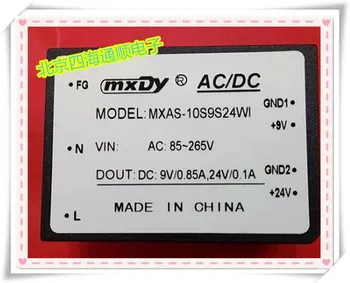 北京四海通顺电子
FG
mxDy® AC/DC
GND1
MODEL: MXAS-10S9S24WI
+9V
N
VIN: AC: 85~265V
GND2
DOUT: DC: 9V/0.85A,24V/0.1A
+24V
L
MADE IN CHINA